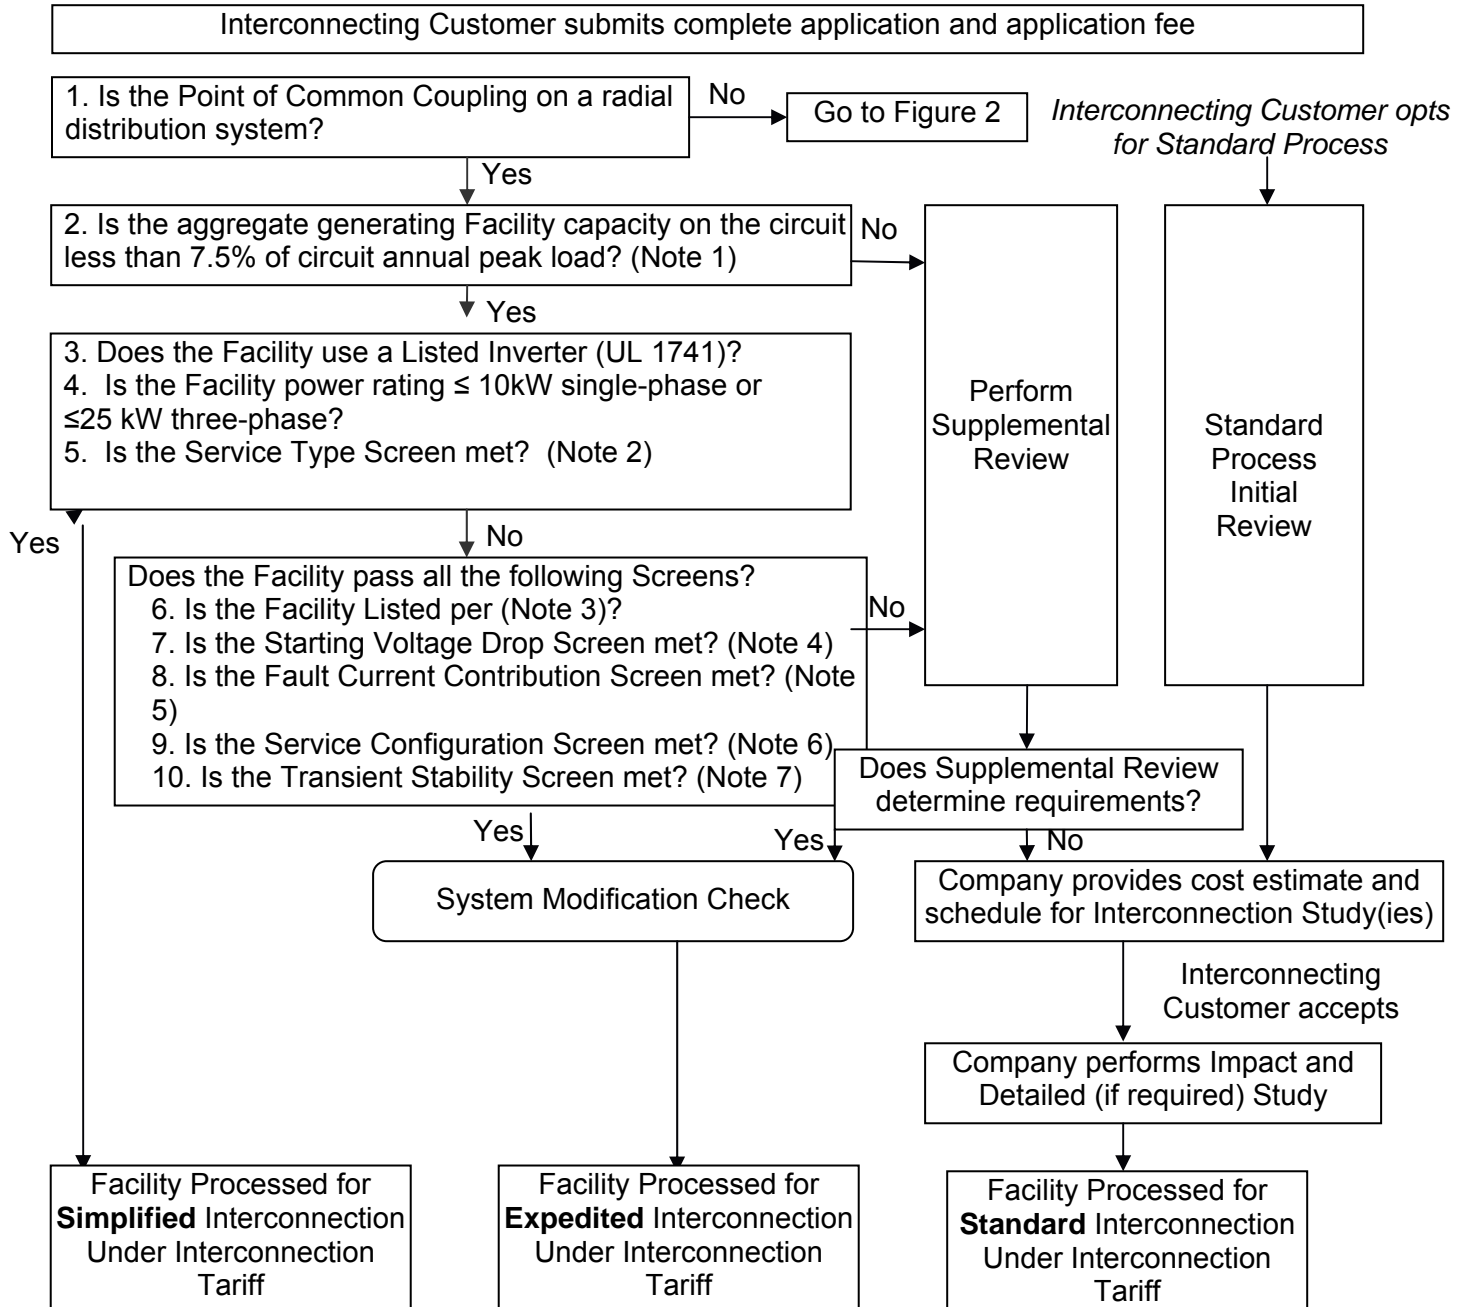 Interconnecting Customer submits complete application and application fee
1. Is the Point of Common Coupling on a radial
distribution system?
No
Go to Figure 2
Interconnecting Customer opts
for Standard Process
Yes
2. Is the aggregate generating Facility capacity on the circuit
less than 7.5% of circuit annual peak load? (Note 1)
No
Yes
3. Does the Facility use a Listed Inverter (UL 1741)?
4. Is the Facility power rating ≤ 10kW single-phase or
≤25 kW three-phase?
5. Is the Service Type Screen met? (Note 2)
Perform
Supplemental
Review
Standard
Process
Initial
Review
Yes
No
Does the Facility pass all the following Screens?
6. Is the Facility Listed per (Note 3)?
7. Is the Starting Voltage Drop Screen met? (Note 4)
8. Is the Fault Current Contribution Screen met? (Note
5)
9. Is the Service Configuration Screen met? (Note 6)
10. Is the Transient Stability Screen met? (Note 7)
No
Does Supplemental Review
determine requirements?
Yes
Yes
No
System Modification Check
Company provides cost estimate and
schedule for Interconnection Study(ies)
Interconnecting
Customer accepts
Company performs Impact and
Detailed (if required) Study
Facility Processed for
Simplified Interconnection
Under Interconnection
Tariff
Facility Processed for
Expedited Interconnection
Under Interconnection
Tariff
Facility Processed for
Standard Interconnection
Under Interconnection
Tariff